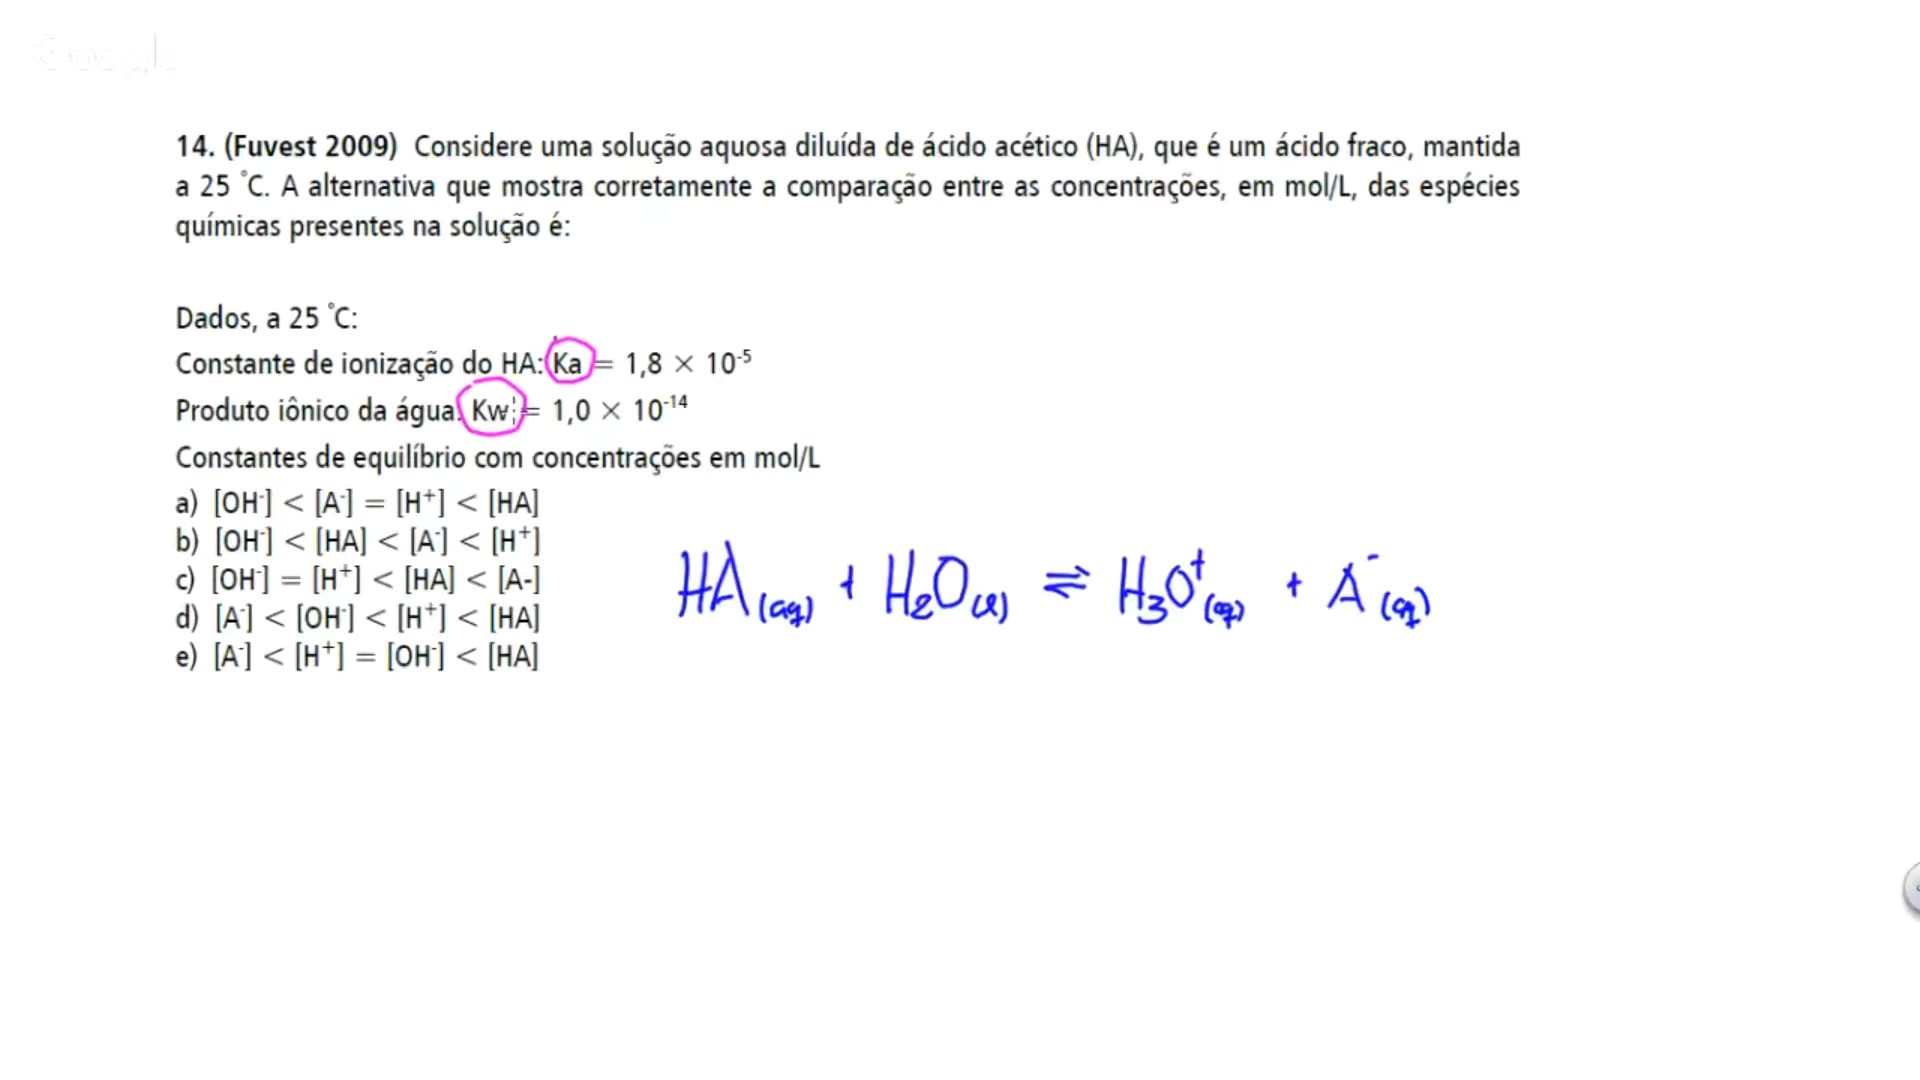 14. (Fuvest 2009) Considere uma solução aquosa diluída de ácido acético (HA), que é um ácido fraco, mantida
a 25 °C. A alternativa que mostra corretamente a comparação entre as concentrações, em mol/L, das espécies
químicas presentes na solução é:
Dados, a 25 °C:
Constante de ionização do HA: Ka = 1,8 × 10⁻⁵
Produto iônico da água: Kw = 1,0 × 10⁻¹⁴
Constantes de equilíbrio com concentrações em mol/L
a) [OH⁻] < [A⁻] = [H⁺] < [HA]
b) [OH⁻] < [HA] < [A⁻] < [H⁺]
c) [OH⁻] = [H⁺] < [HA] < [A-]
d) [A⁻] < [OH⁻] < [H⁺] < [HA]
e) [A⁻] < [H⁺] = [OH⁻] < [HA]
HA(aq) + H₂O(l) ⇌ H₃O⁺(aq) + A⁻(aq)